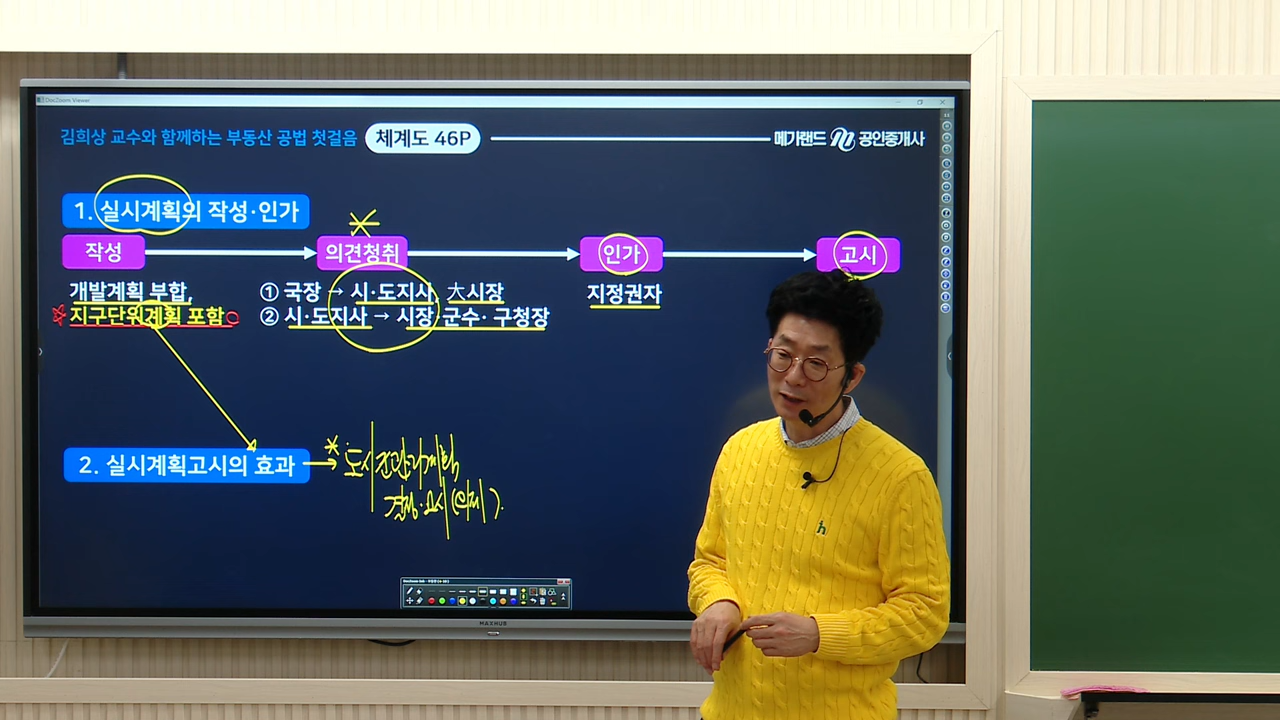 DocZoom Viewer
김희상 교수와 함께하는 부동산 공법 첫걸음 체계도 46P 메가랜드 공인중개사
1. 실시계획의 작성·인가
작성 의견청취 인가 고시
개발계획 부합, ① 국장 → 시·도지사, 大시장 지정권자
지구단위계획 포함 ② 시·도지사 → 시장·군수·구청장
2. 실시계획고시의 효과 → * 도시군관리계획
결정·고시(의제).
MAXHUB